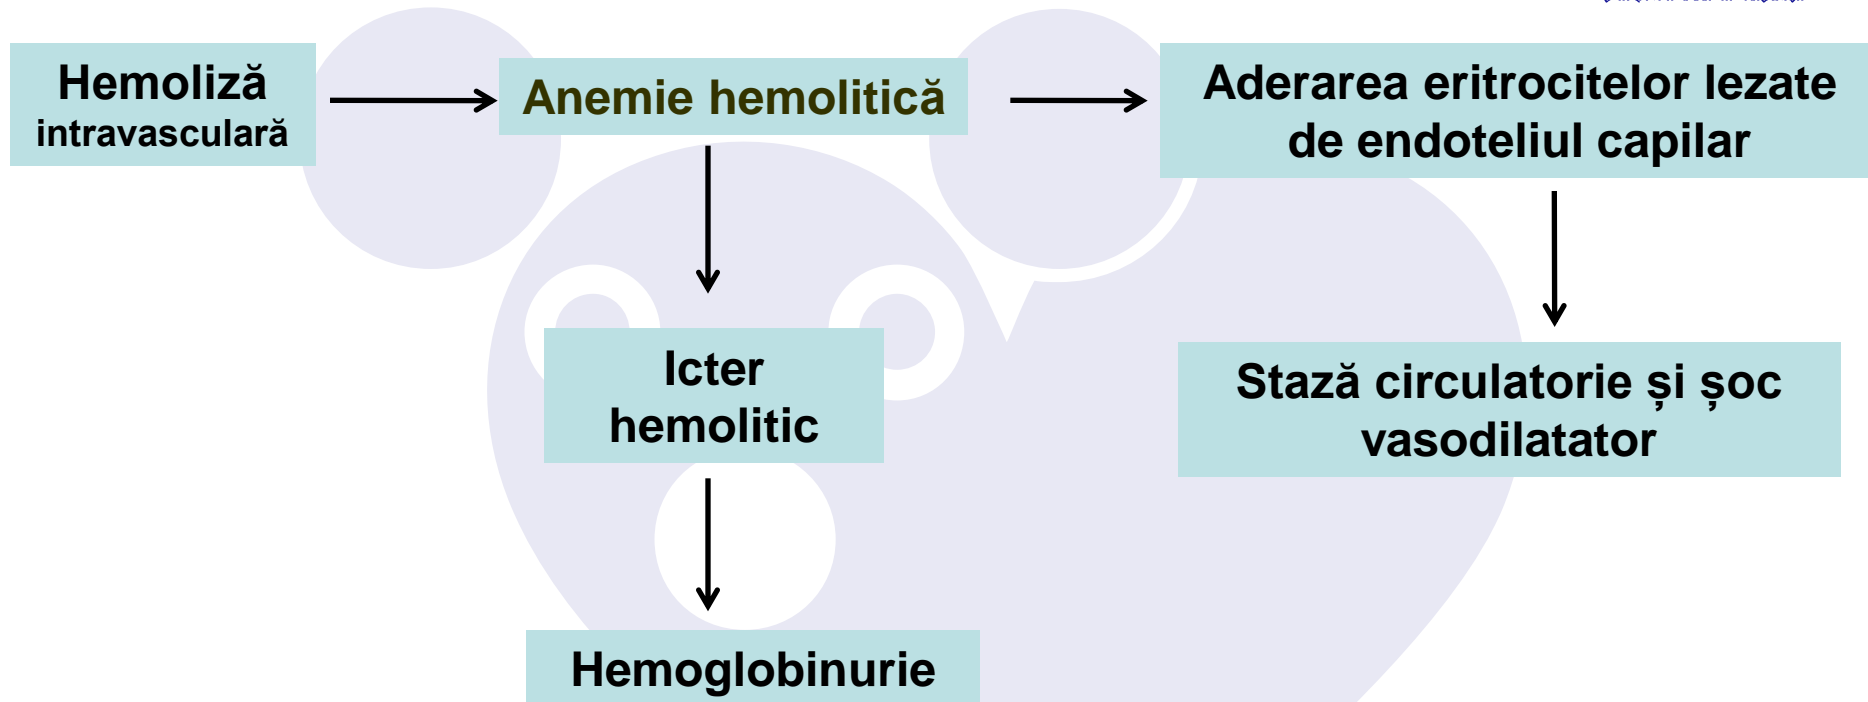 Hemoliză
intravasculară
Anemie hemolitică
Aderarea eritrocitelor lezate
de endoteliul capilar
Icter
hemolitic
Stază circulatorie și șoc
vasodilatator
Hemoglobinurie